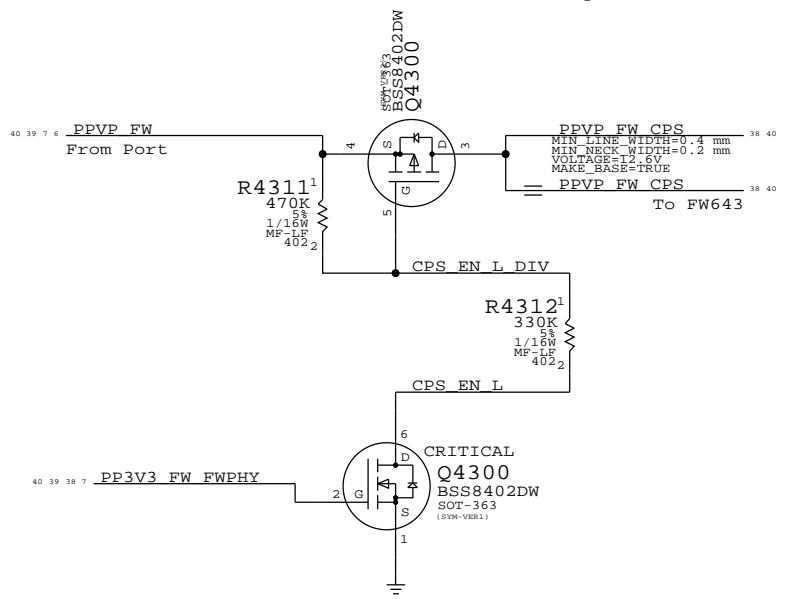 BSS8402DW
SOT-363
Q4300
40 39 7 6
PPVP_FW
From Port
4
S
D
3
G
5
PPVP_FW_CPS
38 40
MIN_LINE_WIDTH=0.4 mm
MIN_NECK_WIDTH=0.2 mm
VOLTAGE=12.6V
MAKE_BASE=TRUE
PPVP_FW_CPS
38 40
To FW643
R4311
1
470K
5%
1/16W
MF-LF
402
2
CPS_EN_L_DIV
R4312
1
330K
5%
1/16W
MF-LF
402
2
CPS_EN_L
6
D
CRITICAL
Q4300
BSS8402DW
SOT-363
(SYM-VER1)
40 39 38 7
PP3V3_FW_FWPHY
2
G
S
1